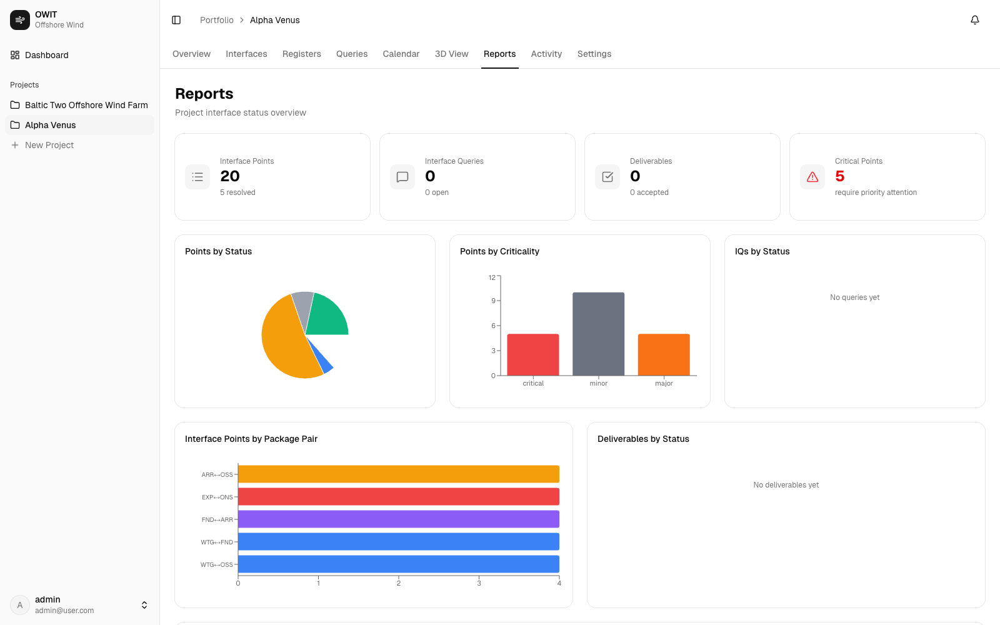 OWIT
Offshore Wind
Dashboard
Projects
Baltic Two Offshore Wind Farm
Alpha Venus
New Project
admin
A
admin@user.com
Portfolio > Alpha Venus
Overview Interfaces Registers Queries Calendar 3D View Reports Activity Settings
Reports
Project interface status overview
Interface Points
20
5 resolved
Interface Queries
0
0 open
Deliverables
0
0 accepted
Critical Points
5
require priority attention
Points by Status
Points by Criticality
12
9
6
3
0
critical minor major
IQs by Status
No queries yet
Interface Points by Package Pair
ARR↔OSS
EXP↔ONS
FND↔ARR
WTG↔FND
WTG↔OSS
0 1 2 3 4
Deliverables by Status
No deliverables yet